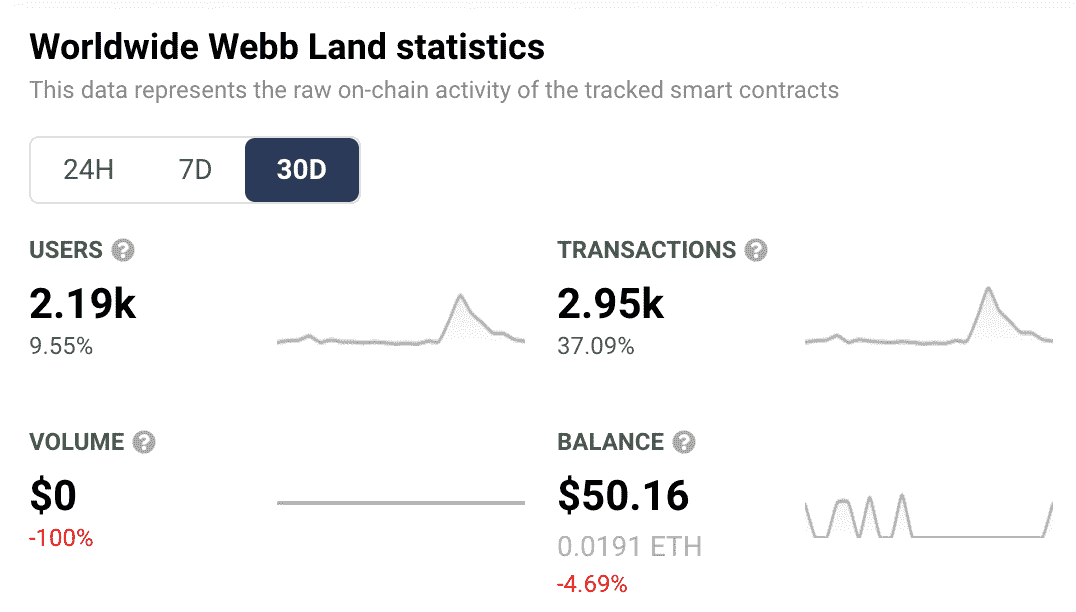 Worldwide Webb Land statistics
This data represents the raw on-chain activity of the tracked smart contracts
24H 7D 30D
USERS ?
2.19k
9.55%
TRANSACTIONS ?
2.95k
37.09%
VOLUME ?
$0
-100%
BALANCE ?
$50.16
0.0191 ETH
-4.69%